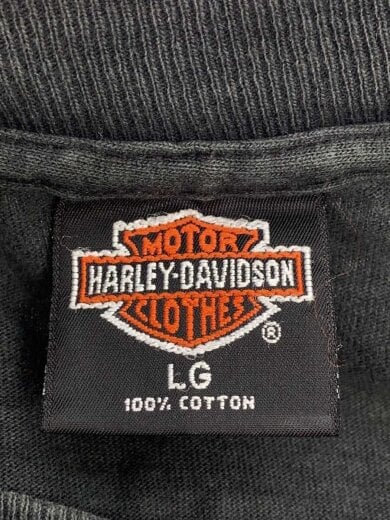 MOTOR
HARLEY-DAVIDSON
CLOTHES
®
LG
100% COTTON